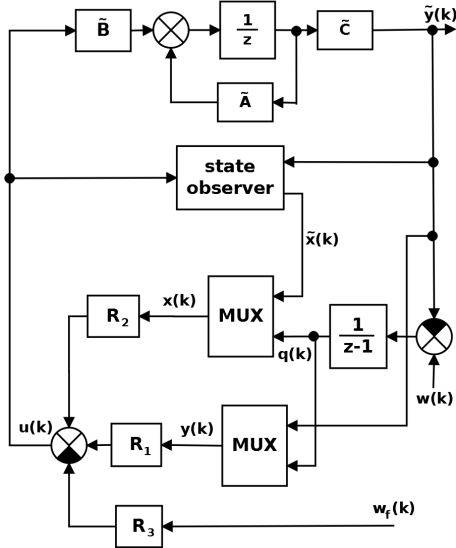 ỹ(k)
B̃
1
z
C̃
Ã
state
observer
x̃(k)
x(k)
R₂
MUX
1
z-1
q(k)
w(k)
u(k)
y(k)
R₁
MUX
w_f(k)
R₃